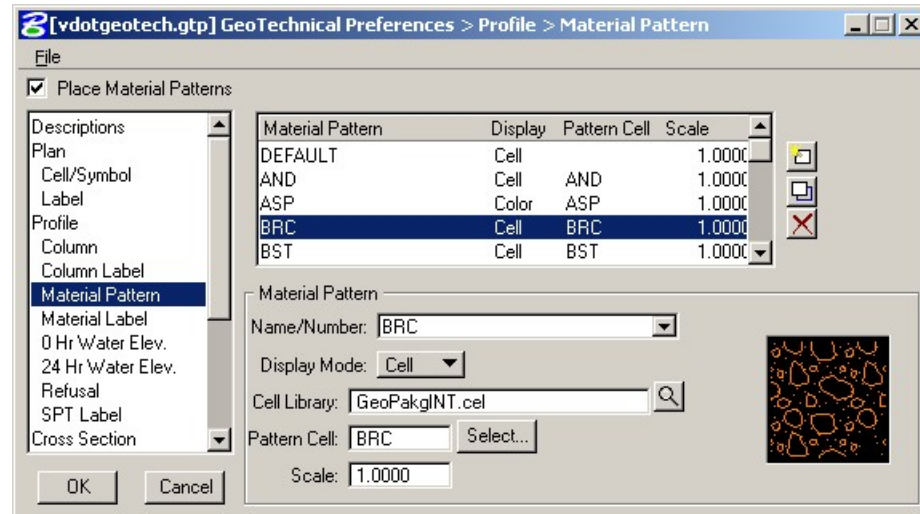 [vdotgeotech.gtp] GeoTechnical Preferences > Profile > Material Pattern
File
Place Material Patterns
Descriptions
Plan
Cell/Symbol
Label
Profile
Column
Column Label
Material Pattern
Material Label
0 Hr Water Elev.
24 Hr Water Elev.
Refusal
SPT Label
Cross Section
OK Cancel
Material Pattern Display Pattern Cell Scale
DEFAULT Cell 1.0000
AND Cell AND 1.0000
ASP Color ASP 1.0000
BRC Cell BRC 1.0000
BST Cell BST 1.0000
Material Pattern
Name/Number: BRC
Display Mode: Cell
Cell Library: GeoPakgINT.cel
Pattern Cell: BRC Select...
Scale: 1.0000